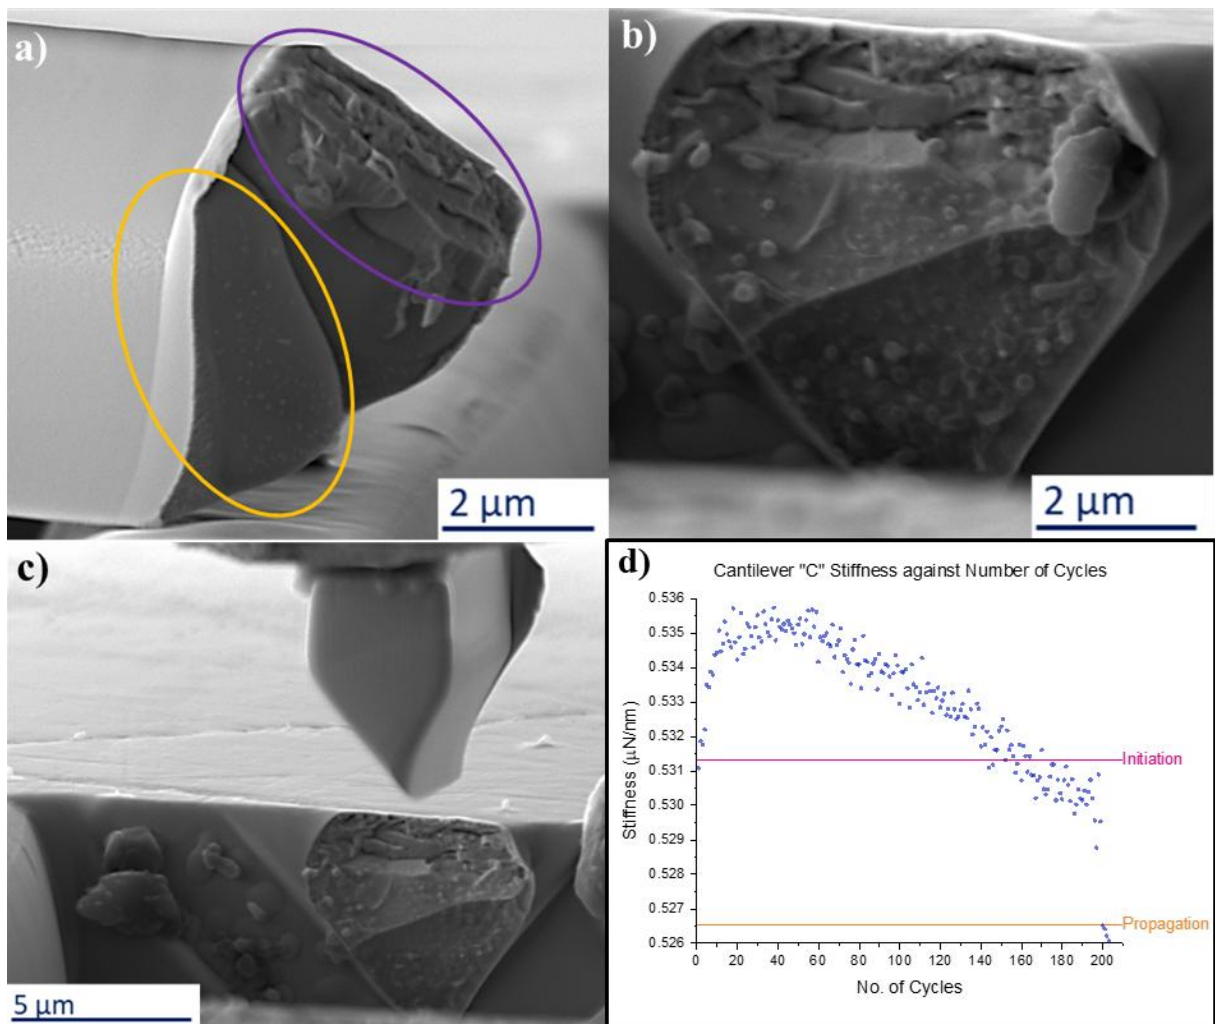 a)
b)
2 µm
2 µm
c)
5 µm
d)
Cantilever "C" Stiffness against Number of Cycles
Stiffness (µN/nm)
0.536
0.535
0.534
0.533
0.532
0.531
0.530
0.529
0.528
0.527
0.526
Initiation
Propagation
0 20 40 60 80 100 120 140 160 180 200
No. of Cycles